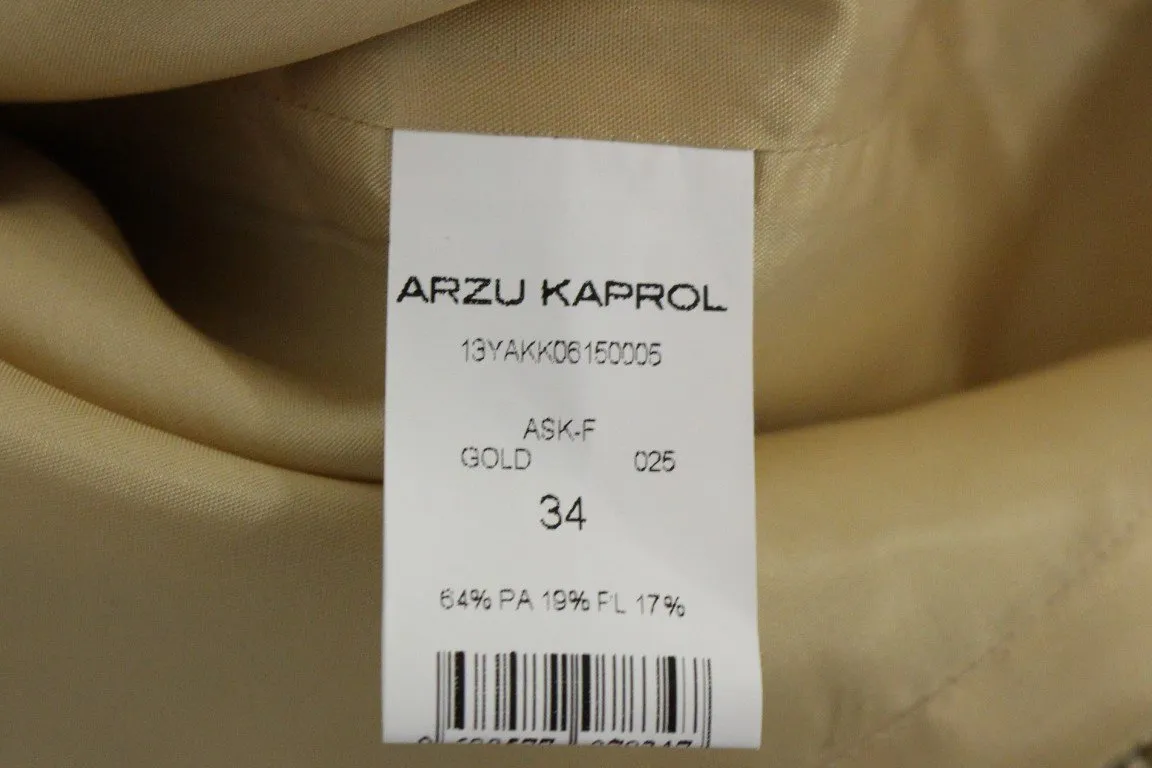 ARZU KAPROL
13YAKK06150005
ASK-F
GOLD 025
34
64% PA 19% PL 17%